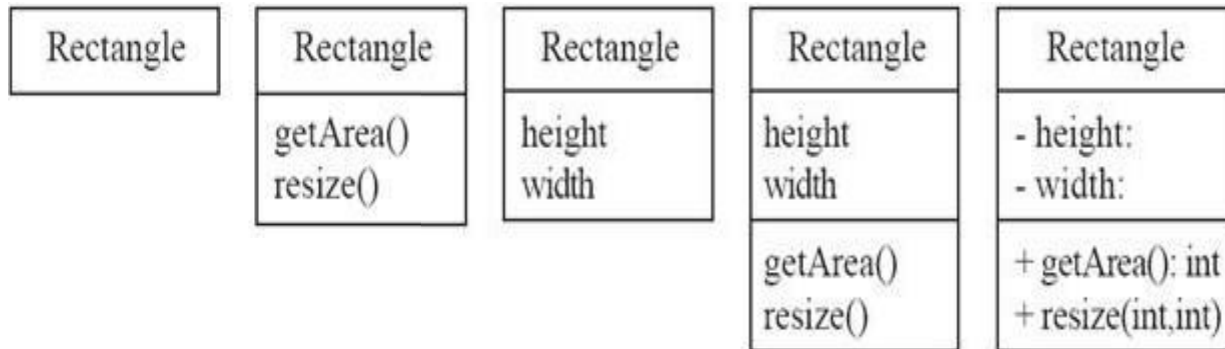 Rectangle
Rectangle
getArea()
resize()
Rectangle
height
width
Rectangle
height
width
getArea()
resize()
Rectangle
- height:
- width:
+ getArea(): int
+ resize(int,int)